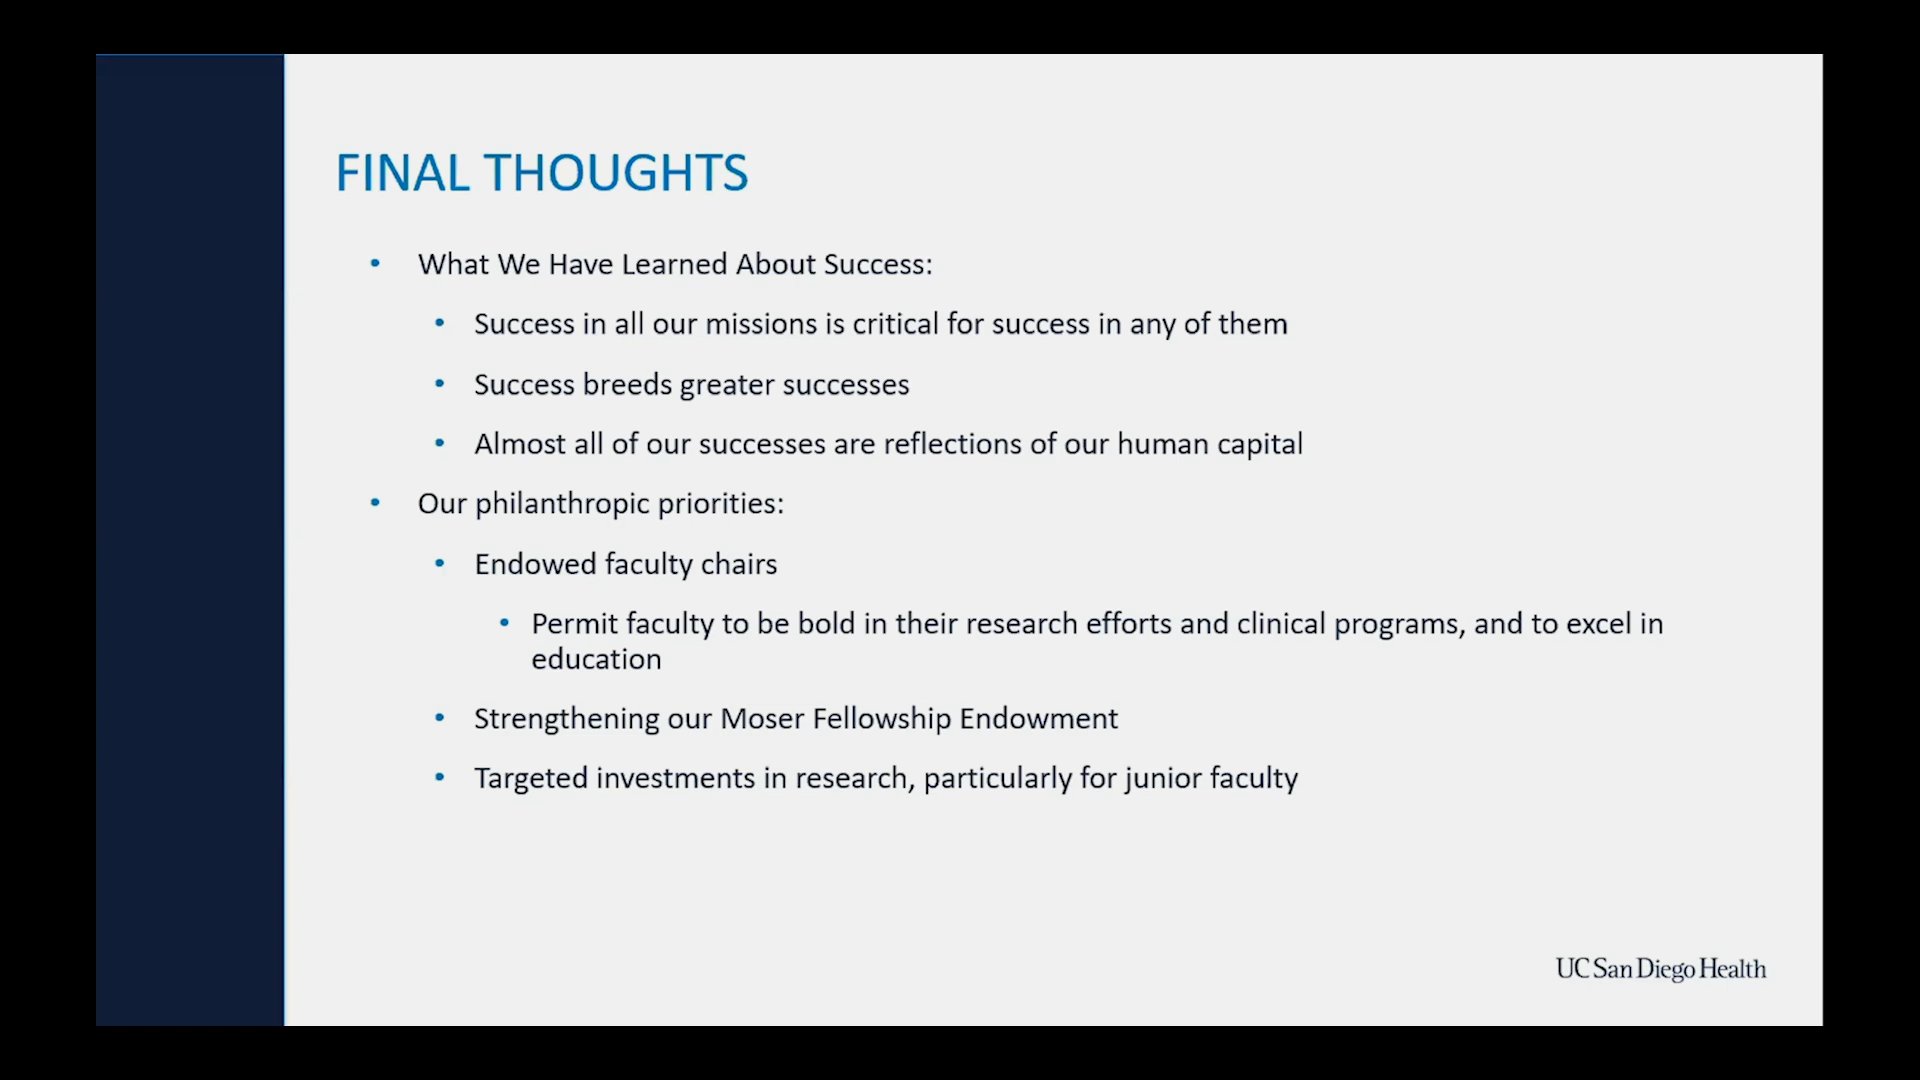 FINAL THOUGHTS
• What We Have Learned About Success:
• Success in all our missions is critical for success in any of them
• Success breeds greater successes
• Almost all of our successes are reflections of our human capital
• Our philanthropic priorities:
• Endowed faculty chairs
• Permit faculty to be bold in their research efforts and clinical programs, and to excel in
education
• Strengthening our Moser Fellowship Endowment
• Targeted investments in research, particularly for junior faculty
UC San Diego Health